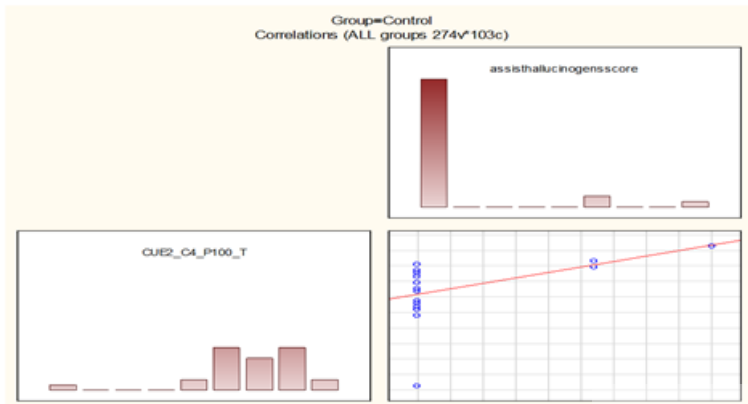 Group=Control
Correlations (ALL groups 274v*103c)
assisthallucinogensscore
CUE2_C4_P100_T